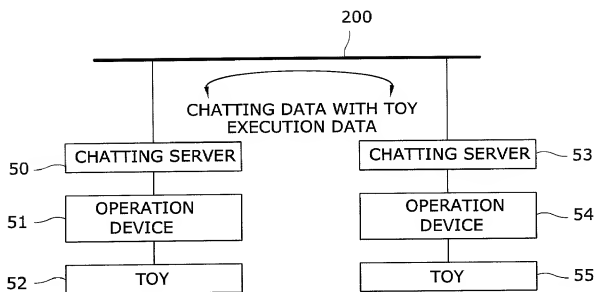 200
CHATTING DATA WITH TOY
EXECUTION DATA
50
CHATTING SERVER
CHATTING SERVER
53
51
OPERATION
DEVICE
OPERATION
DEVICE
54
52
TOY
TOY
55